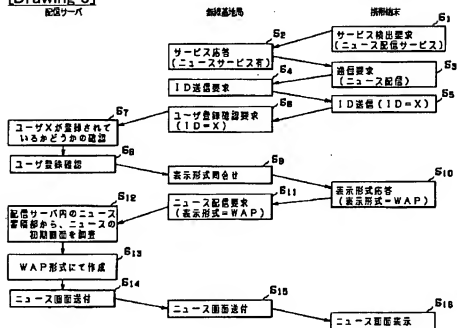 [Drawing 3]
配信サーバ
無線基地局
携帯端末
S1
サービス検出要求
(ニュース配信サービス)
S2
サービス応答
(ニュースサービス有)
S3
通信要求
(ニュース配信)
S4
ID送信要求
S5
ID送信(ID=X)
S6
ユーザ登録確認要求
(ID=X)
S7
ユーザXが登録されて
いるかどうかの確認
S8
ユーザ登録確認
S9
表示形式問合せ
S10
表示形式応答
(表示形式=WAP)
S11
ニュース配信要求
(表示形式=WAP)
S12
配信サーバ内のニュース
蓄積部から、ニュースの
初期画面を調査
S13
WAP形式にて作成
S14
ニュース画面送付
S15
ニュース画面送付
S16
ニュース画面表示